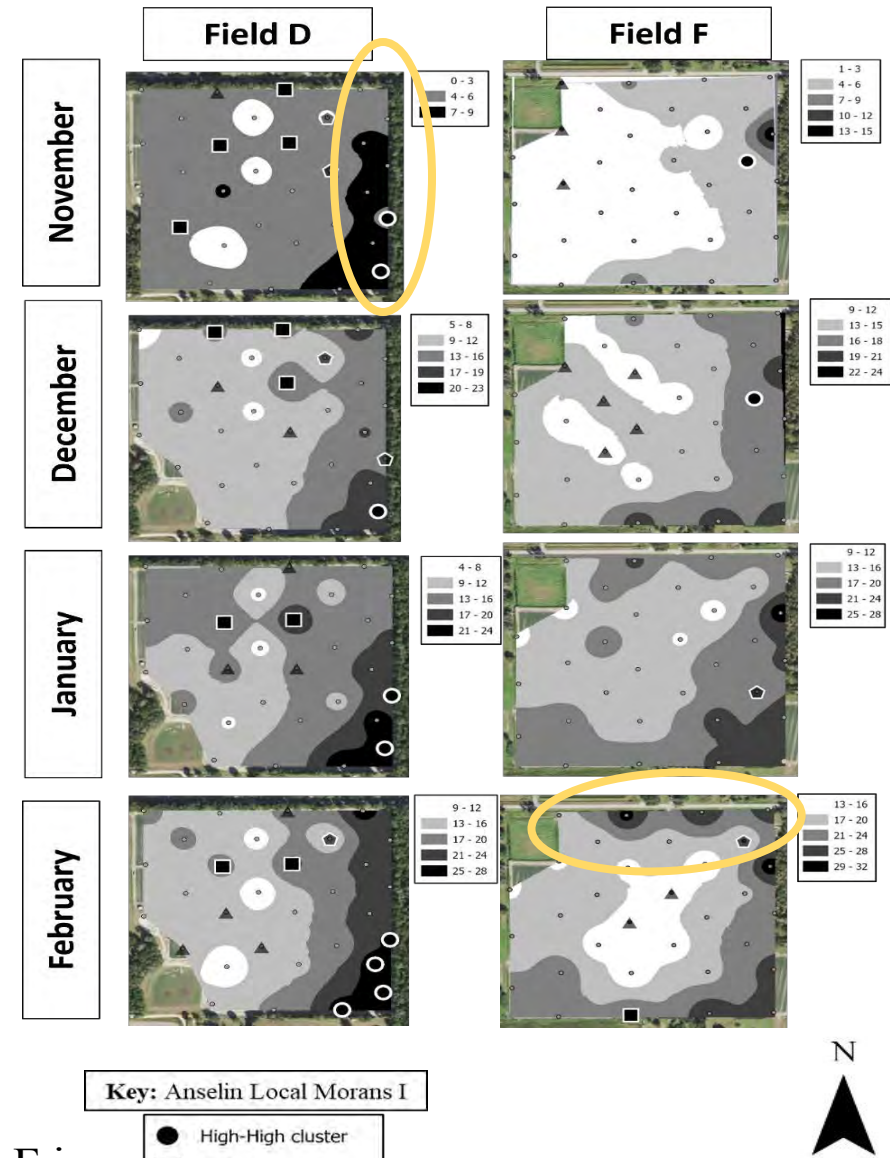 Field D
Field F
November
0 - 3
4 - 6
7 - 9
1 - 3
4 - 6
7 - 9
10 - 12
13 - 15
December
5 - 8
9 - 12
13 - 16
17 - 19
20 - 23
9 - 12
13 - 15
16 - 18
19 - 21
22 - 24
January
4 - 8
9 - 12
13 - 16
17 - 20
21 - 24
9 - 12
13 - 16
17 - 20
21 - 24
25 - 28
February
9 - 12
13 - 16
17 - 20
21 - 24
25 - 28
13 - 16
17 - 20
21 - 24
25 - 28
29 - 32
N
Key: Anselin Local Morans I
High-High cluster